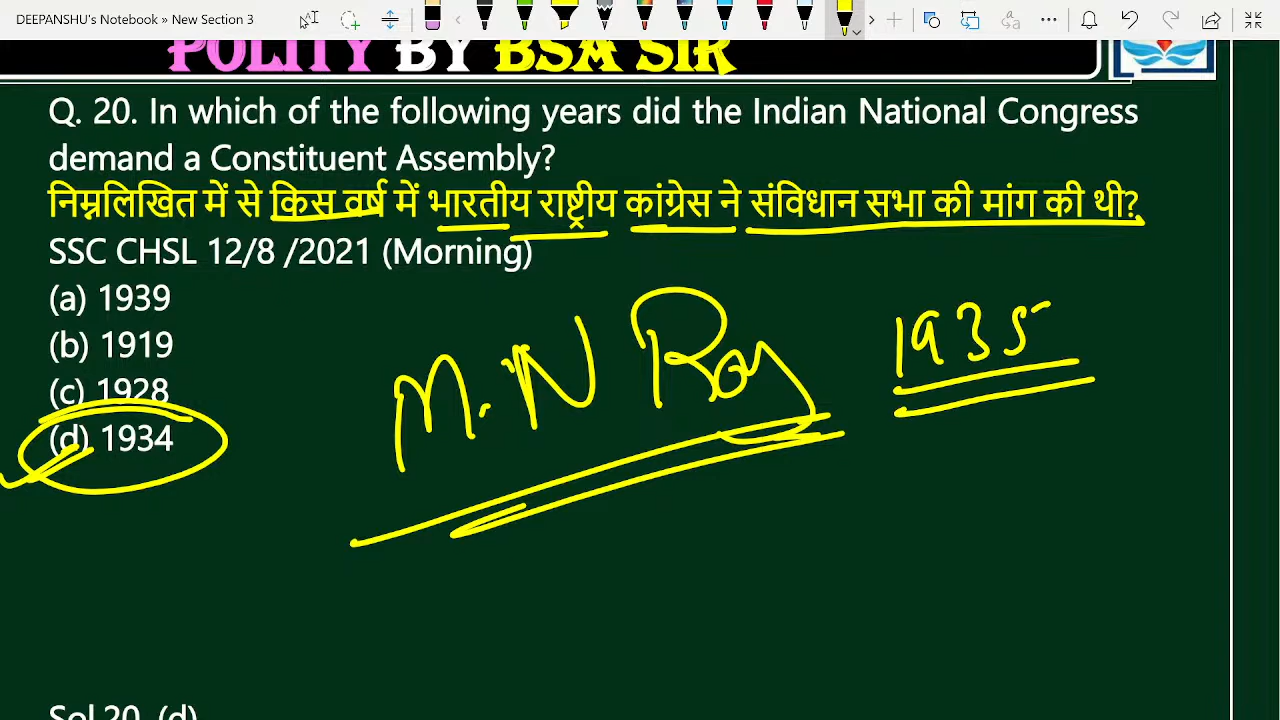 DEEPANSHU's Notebook » New Section 3
POLITY BY BSA SIR
Q. 20. In which of the following years did the Indian National Congress
demand a Constituent Assembly?
निम्नलिखित में से किस वर्ष में भारतीय राष्ट्रीय कांग्रेस ने संविधान सभा की मांग की थी?
SSC CHSL 12/8 /2021 (Morning)
(a) 1939
(b) 1919
(c) 1928
(d) 1934
M. N Roy 1935
Sol.20. (d)